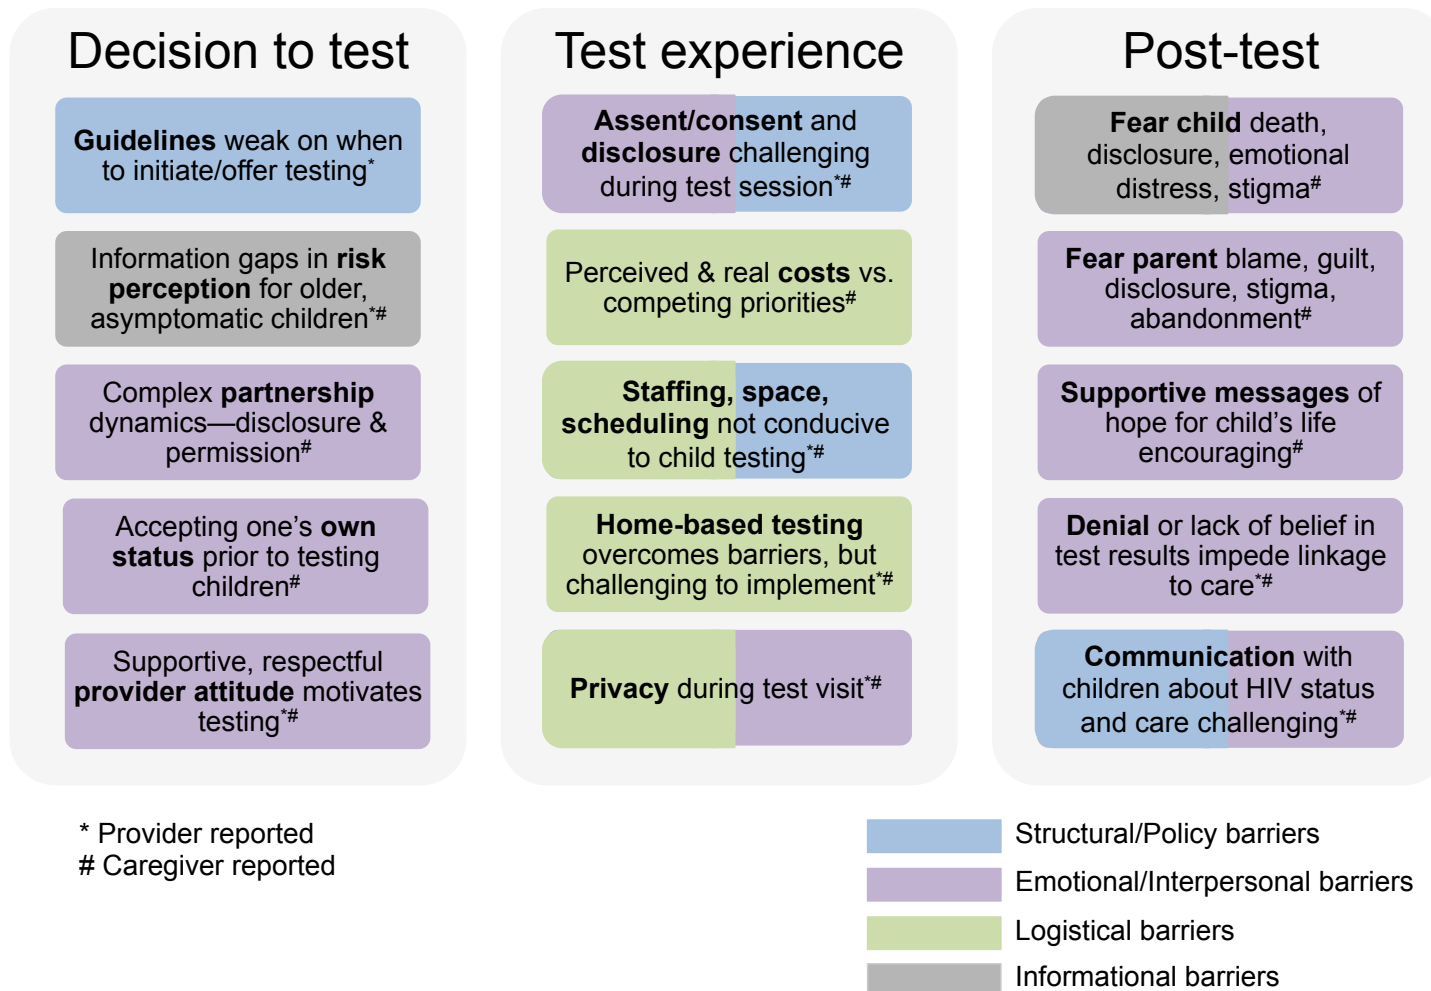 Decision to test
Guidelines weak on when
to initiate/offer testing*
Information gaps in risk
perception for older,
asymptomatic children*#
Complex partnership
dynamics—disclosure &
permission#
Accepting one’s own
status prior to testing
children#
Supportive, respectful
provider attitude motivates
testing*#
Test experience
Assent/consent and
disclosure challenging
during test session*#
Perceived & real costs vs.
competing priorities#
Staffing, space,
scheduling not conducive
to child testing*#
Home-based testing
overcomes barriers, but
challenging to implement*#
Privacy during test visit*#
Post-test
Fear child death,
disclosure, emotional
distress, stigma#
Fear parent blame, guilt,
disclosure, stigma,
abandonment#
Supportive messages of
hope for child’s life
encouraging#
Denial or lack of belief in
test results impede linkage
to care*#
Communication with
children about HIV status
and care challenging*#
* Provider reported
# Caregiver reported
Structural/Policy barriers
Emotional/Interpersonal barriers
Logistical barriers
Informational barriers